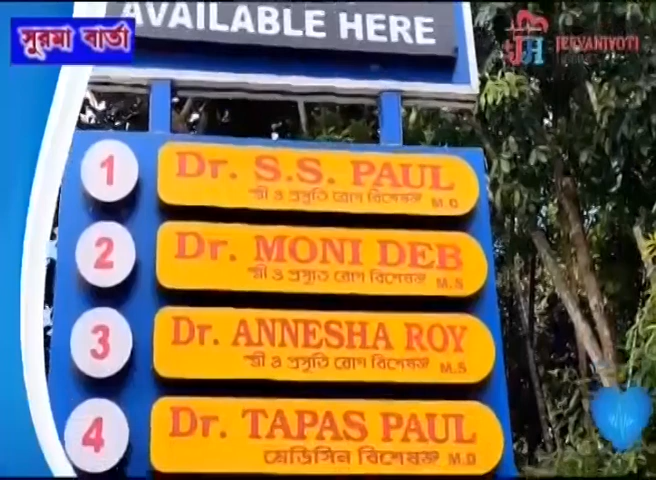 AVAILABLE HERE
সুরমা বার্তা
JEEVANJYOTI
1 Dr. S.S. PAUL
স্ত্রী ও প্রসূতি রোগ বিশেষজ্ঞ M.D
2 Dr. MONI DEB
স্ত্রী ও প্রসূতি রোগ বিশেষজ্ঞ M.S
3 Dr. ANNESHA ROY
স্ত্রী ও প্রসূতি রোগ বিশেষজ্ঞ M.S
4 Dr. TAPAS PAUL
মেডিসিন বিশেষজ্ঞ M.D